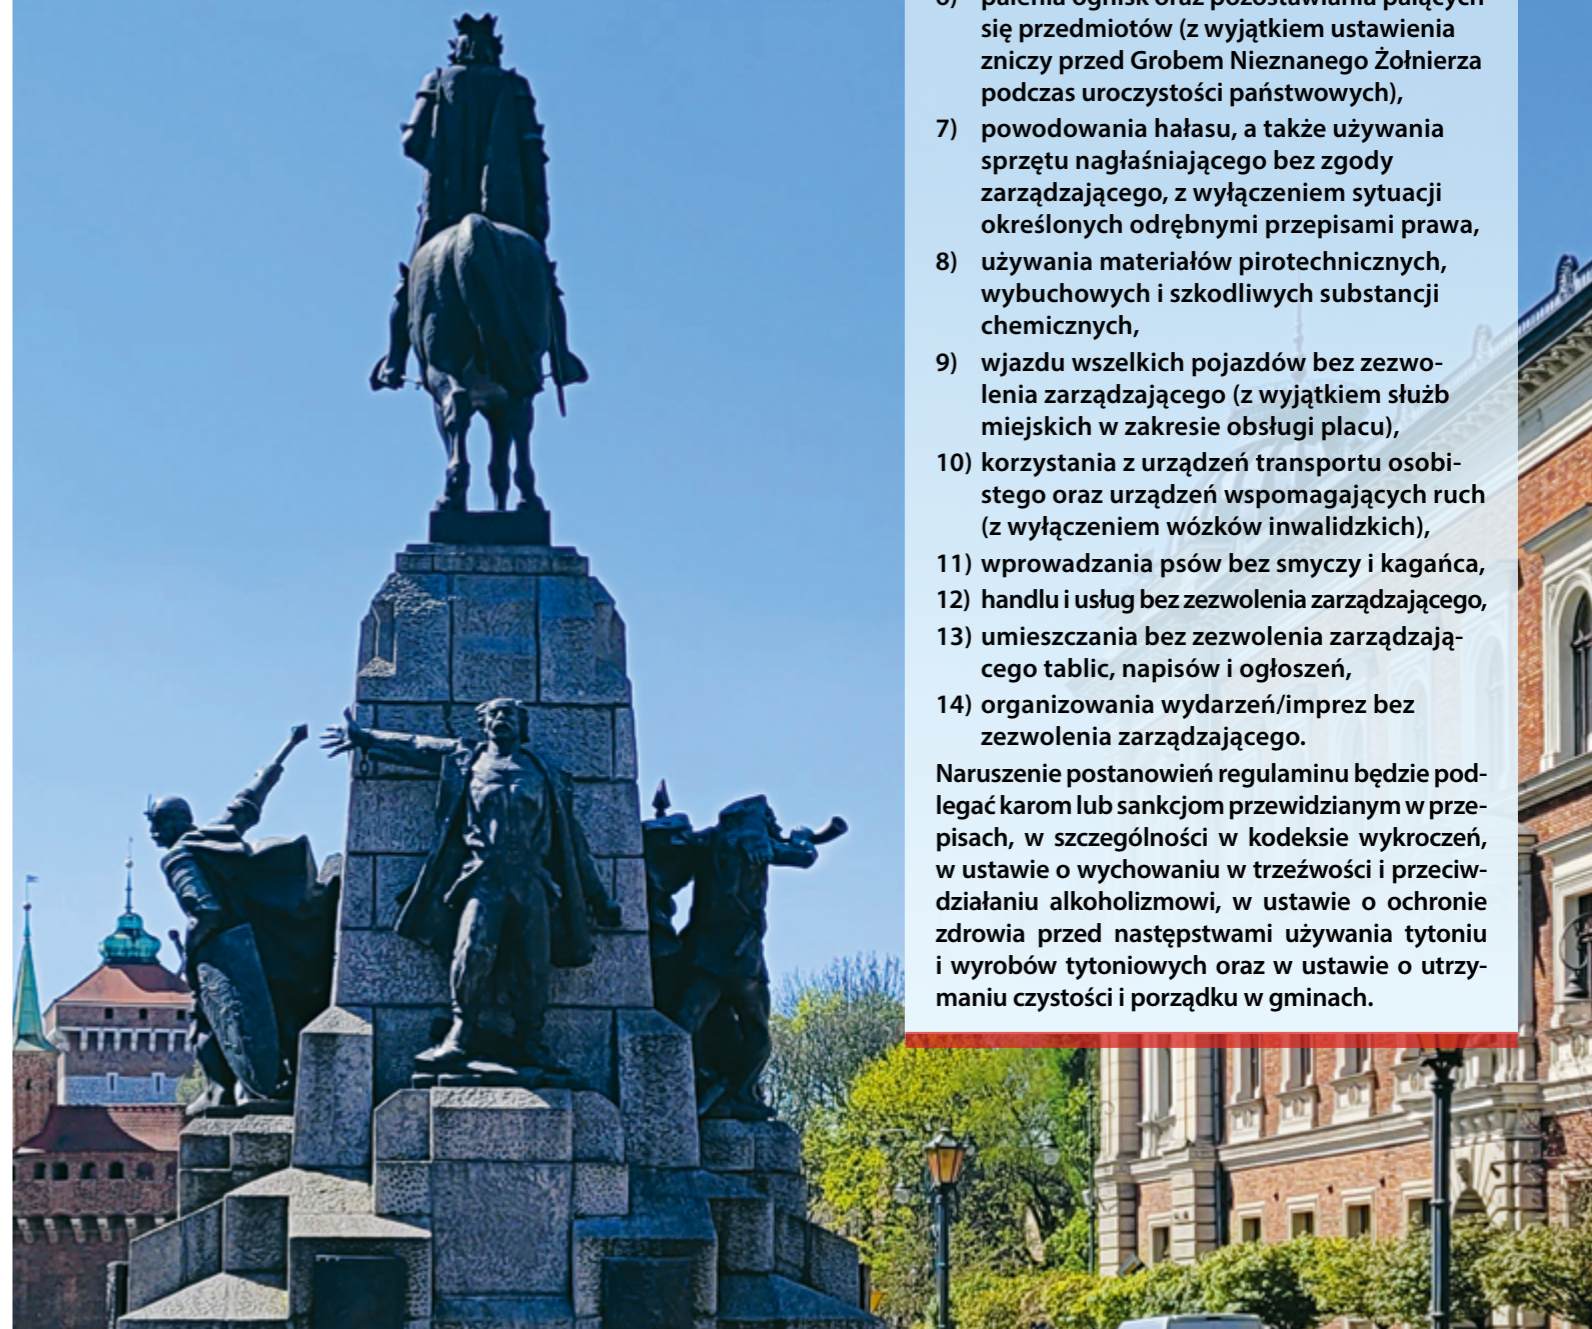 6) palenia ognisk oraz pozostawiania palących
się przedmiotów (z wyjątkiem ustawienia
zniczy przed Grobem Nieznanego Żołnierza
podczas uroczystości państwowych),
7) powodowania hałasu, a także używania
sprzętu nagłaśniającego bez zgody
zarządzającego, z wyłączeniem sytuacji
określonych odrębnymi przepisami prawa,
8) używania materiałów pirotechnicznych,
wybuchowych i szkodliwych substancji
chemicznych,
9) wjazdu wszelkich pojazdów bez zezwo-
lenia zarządzającego (z wyjątkiem służb
miejskich w zakresie obsługi placu),
10) korzystania z urządzeń transportu osobi-
stego oraz urządzeń wspomagających ruch
(z wyłączeniem wózków inwalidzkich),
11) wprowadzania psów bez smyczy i kagańca,
12) handlu i usług bez zezwolenia zarządzającego,
13) umieszczania bez zezwolenia zarządzają-
cego tablic, napisów i ogłoszeń,
14) organizowania wydarzeń/imprez bez
zezwolenia zarządzającego.
Naruszenie postanowień regulaminu będzie pod-
legać karom lub sankcjom przewidzianym w prze-
pisach, w szczególności w kodeksie wykroczeń,
w ustawie o wychowaniu w trzeźwości i przeciw-
działaniu alkoholizmowi, w ustawie o ochronie
zdrowia przed następstwami używania tytoniu
i wyrobów tytoniowych oraz w ustawie o utrzy-
maniu czystości i porządku w gminach.